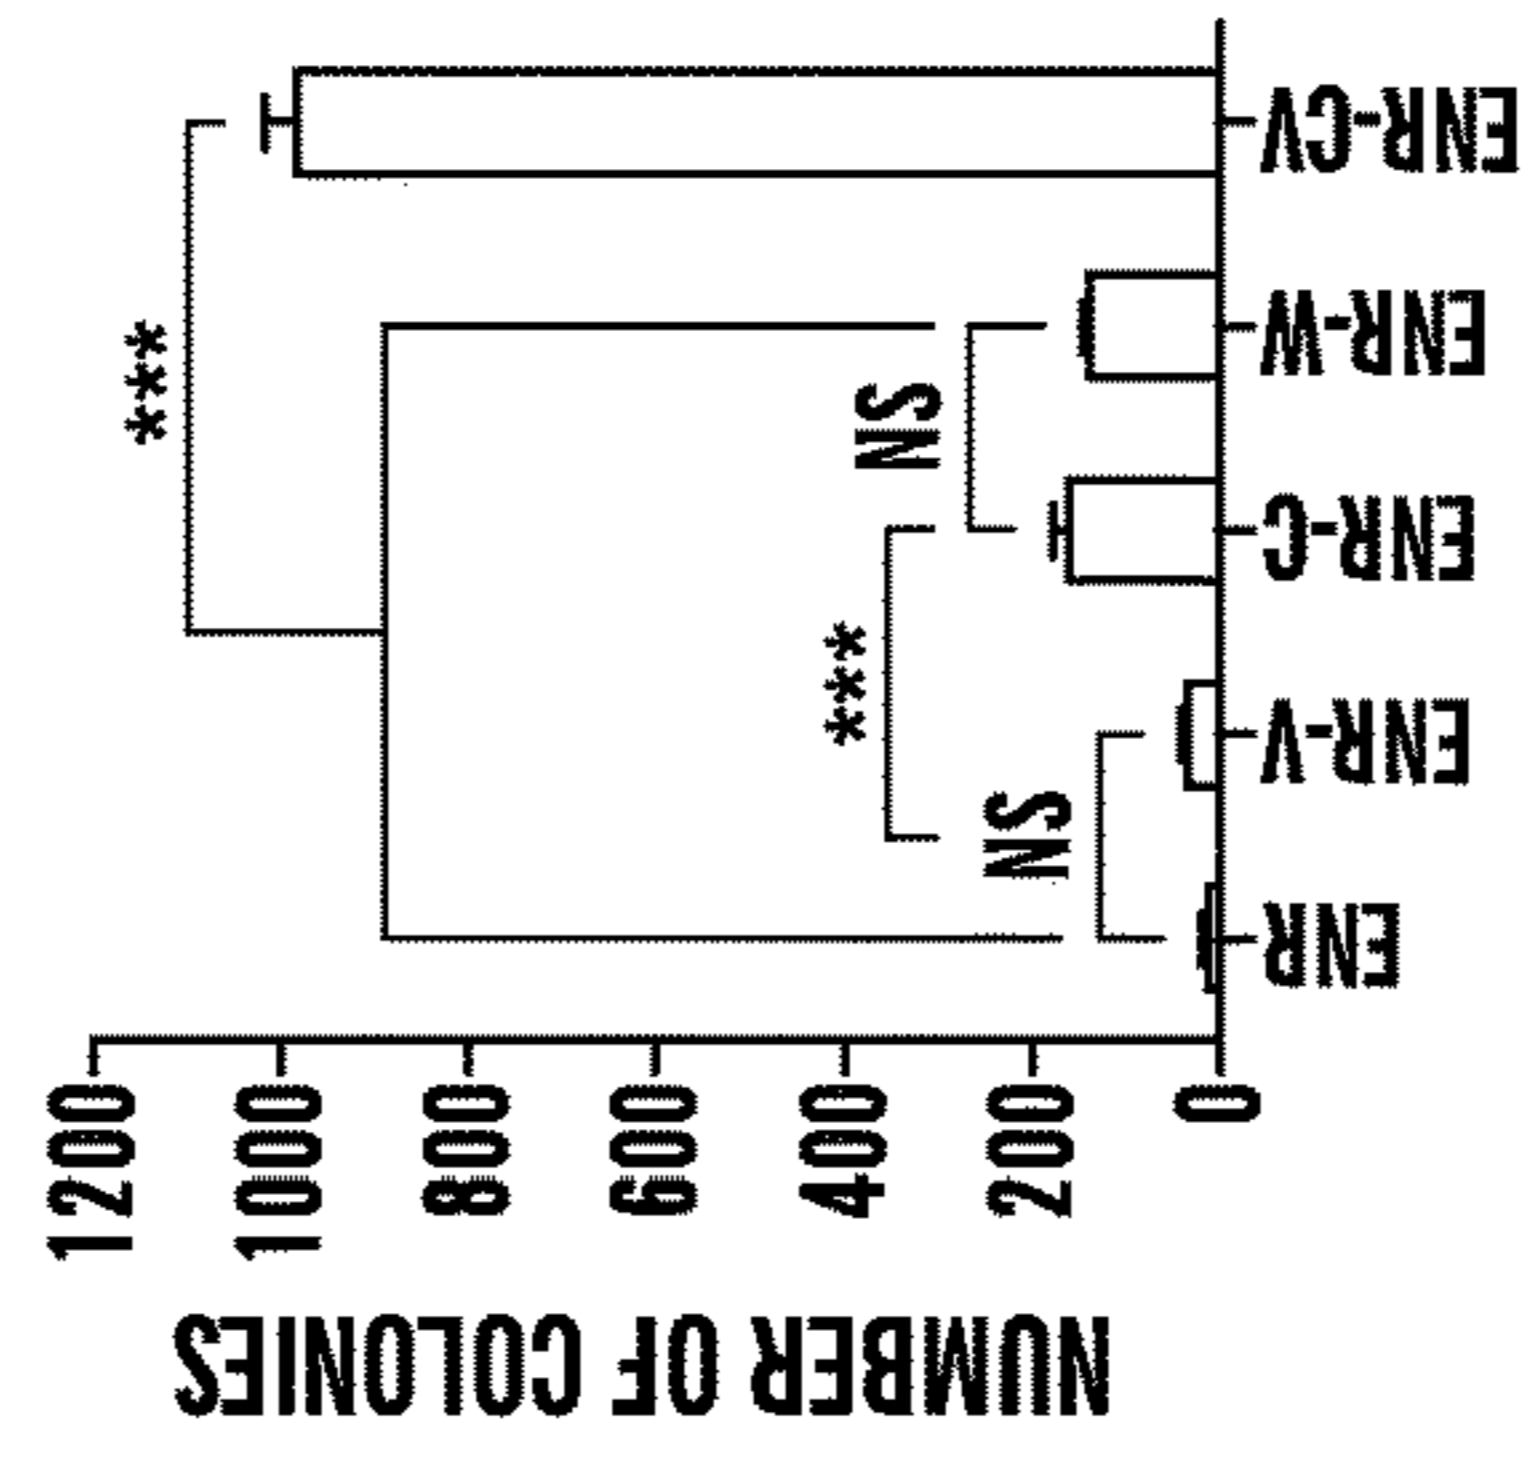 NUMBER OF COLONIES
1200
1000
800
600
400
200
0
***
***
NS
NS
ENR
ENR-V
ENR-C
ENR-W
ENR-CV